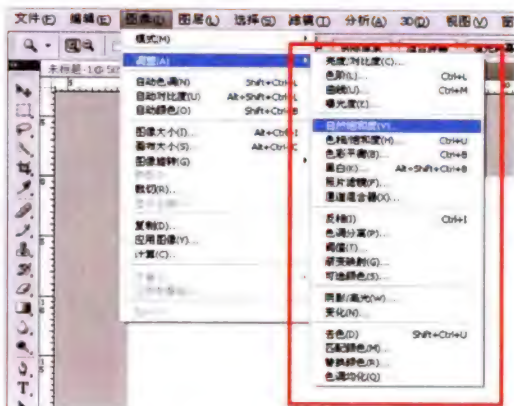 文件(F) 编辑(E) 图像(I) 图层(L) 选择(S) 滤镜(T) 分析(A) 3D(D) 视图(V)
未标题-1@
模式(M)
调整(A)
自动色调(N) Shift+Ctrl+L
自动对比度(U) Alt+Shift+Ctrl+L
自动颜色(O) Shift+Ctrl+B
图像大小(I)... Alt+Ctrl+I
画布大小(S)... Alt+Ctrl+C
图像旋转(G)
裁切(R)...
复制(D)...
应用图像(Y)...
计算(C)...
亮度/对比度(C)...
色阶(L)... Ctrl+L
曲线(U)... Ctrl+M
曝光度(E)...
自然饱和度(V)...
色相/饱和度(H)... Ctrl+U
色彩平衡(B)... Ctrl+B
黑白(K)... Alt+Shift+Ctrl+B
照片滤镜(F)...
通道混合器(X)...
反相(I) Ctrl+I
色调分离(P)...
阈值(T)...
渐变映射(G)...
可选颜色(S)...
阴影/高光(W)...
变化(N)...
去色(D) Shift+Ctrl+U
匹配颜色(M)...
替换颜色(R)...
色调均化(Q)